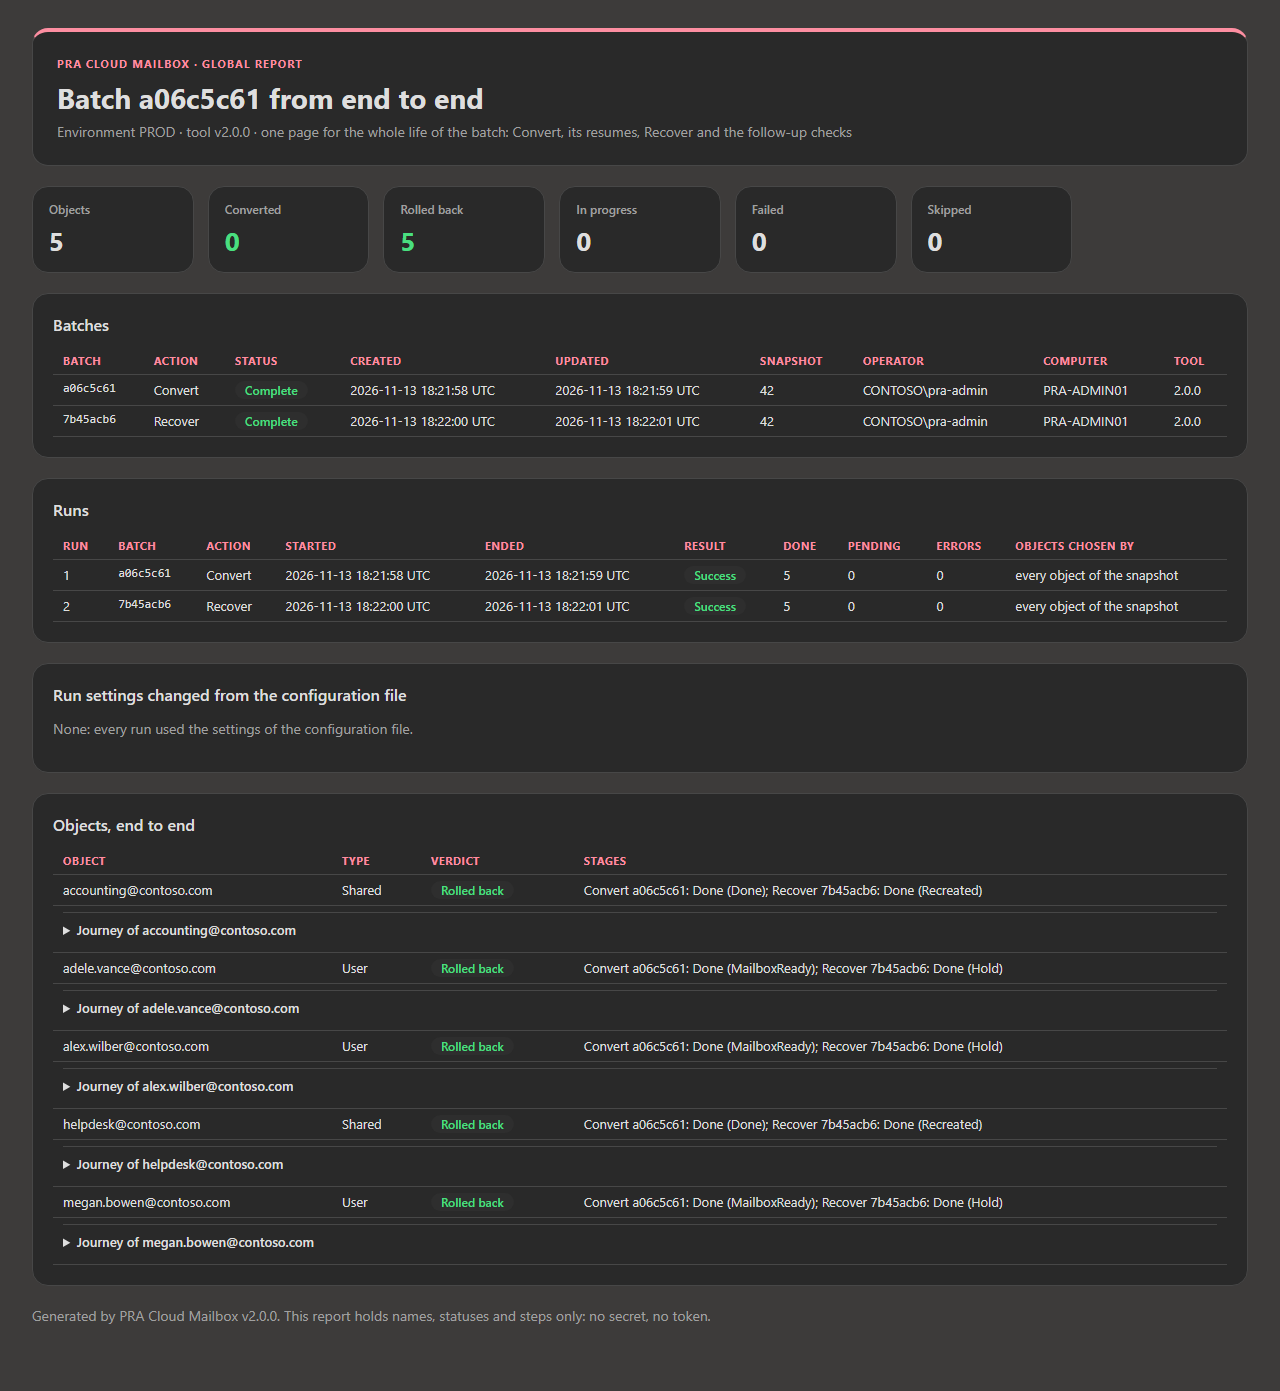 PRA CLOUD MAILBOX · GLOBAL REPORT
Batch a06c5c61 from end to end
Environment PROD · tool v2.0.0 · one page for the whole life of the batch: Convert, its resumes, Recover and the follow-up checks
Objects Converted Rolled back In progress Failed Skipped
5 0 5 0 0 0
Batches
BATCH ACTION STATUS CREATED UPDATED SNAPSHOT OPERATOR COMPUTER TOOL
a06c5c61 Convert Complete 2026-11-13 18:21:58 UTC 2026-11-13 18:21:59 UTC 42 CONTOSO\pra-admin PRA-ADMIN01 2.0.0
7b45acb6 Recover Complete 2026-11-13 18:22:00 UTC 2026-11-13 18:22:01 UTC 42 CONTOSO\pra-admin PRA-ADMIN01 2.0.0
Runs
RUN BATCH ACTION STARTED ENDED RESULT DONE PENDING ERRORS OBJECTS CHOSEN BY
1 a06c5c61 Convert 2026-11-13 18:21:58 UTC 2026-11-13 18:21:59 UTC Success 5 0 0 every object of the snapshot
2 7b45acb6 Recover 2026-11-13 18:22:00 UTC 2026-11-13 18:22:01 UTC Success 5 0 0 every object of the snapshot
Run settings changed from the configuration file
None: every run used the settings of the configuration file.
Objects, end to end
OBJECT TYPE VERDICT STAGES
accounting@contoso.com Shared Rolled back Convert a06c5c61: Done (Done); Recover 7b45acb6: Done (Recreated)
Journey of accounting@contoso.com
adele.vance@contoso.com User Rolled back Convert a06c5c61: Done (MailboxReady); Recover 7b45acb6: Done (Hold)
Journey of adele.vance@contoso.com
alex.wilber@contoso.com User Rolled back Convert a06c5c61: Done (MailboxReady); Recover 7b45acb6: Done (Hold)
Journey of alex.wilber@contoso.com
helpdesk@contoso.com Shared Rolled back Convert a06c5c61: Done (Done); Recover 7b45acb6: Done (Recreated)
Journey of helpdesk@contoso.com
megan.bowen@contoso.com User Rolled back Convert a06c5c61: Done (MailboxReady); Recover 7b45acb6: Done (Hold)
Journey of megan.bowen@contoso.com
Generated by PRA Cloud Mailbox v2.0.0. This report holds names, statuses and steps only: no secret, no token.